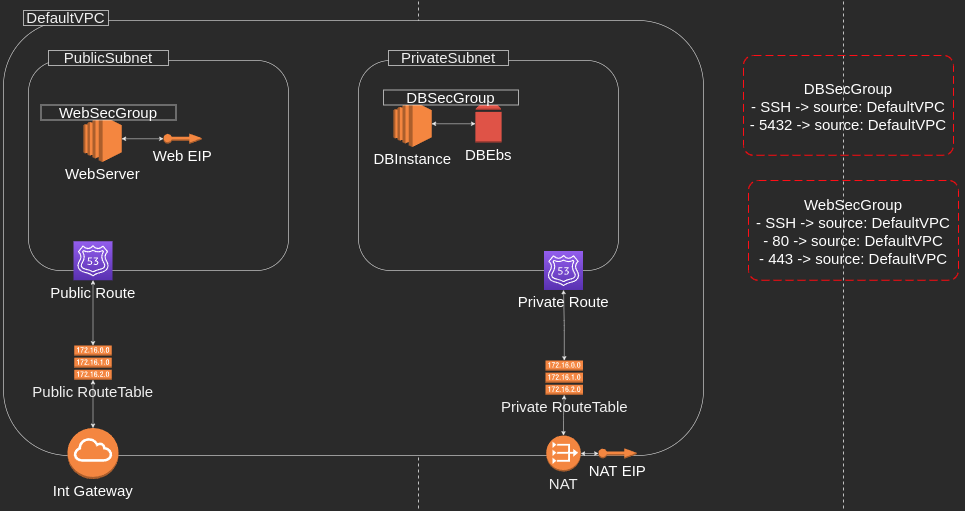 DefaultVPC
PublicSubnet
WebSecGroup
WebServer
Web EIP
53
Public Route
172.16.0.0
172.16.1.0
172.16.2.0
Public RouteTable
Int Gateway
PrivateSubnet
DBSecGroup
DBInstance
DBEbs
53
Private Route
172.16.0.0
172.16.1.0
172.16.2.0
Private RouteTable
NAT
NAT EIP
DBSecGroup
- SSH -> source: DefaultVPC
- 5432 -> source: DefaultVPC
WebSecGroup
- SSH -> source: DefaultVPC
- 80 -> source: DefaultVPC
- 443 -> source: DefaultVPC